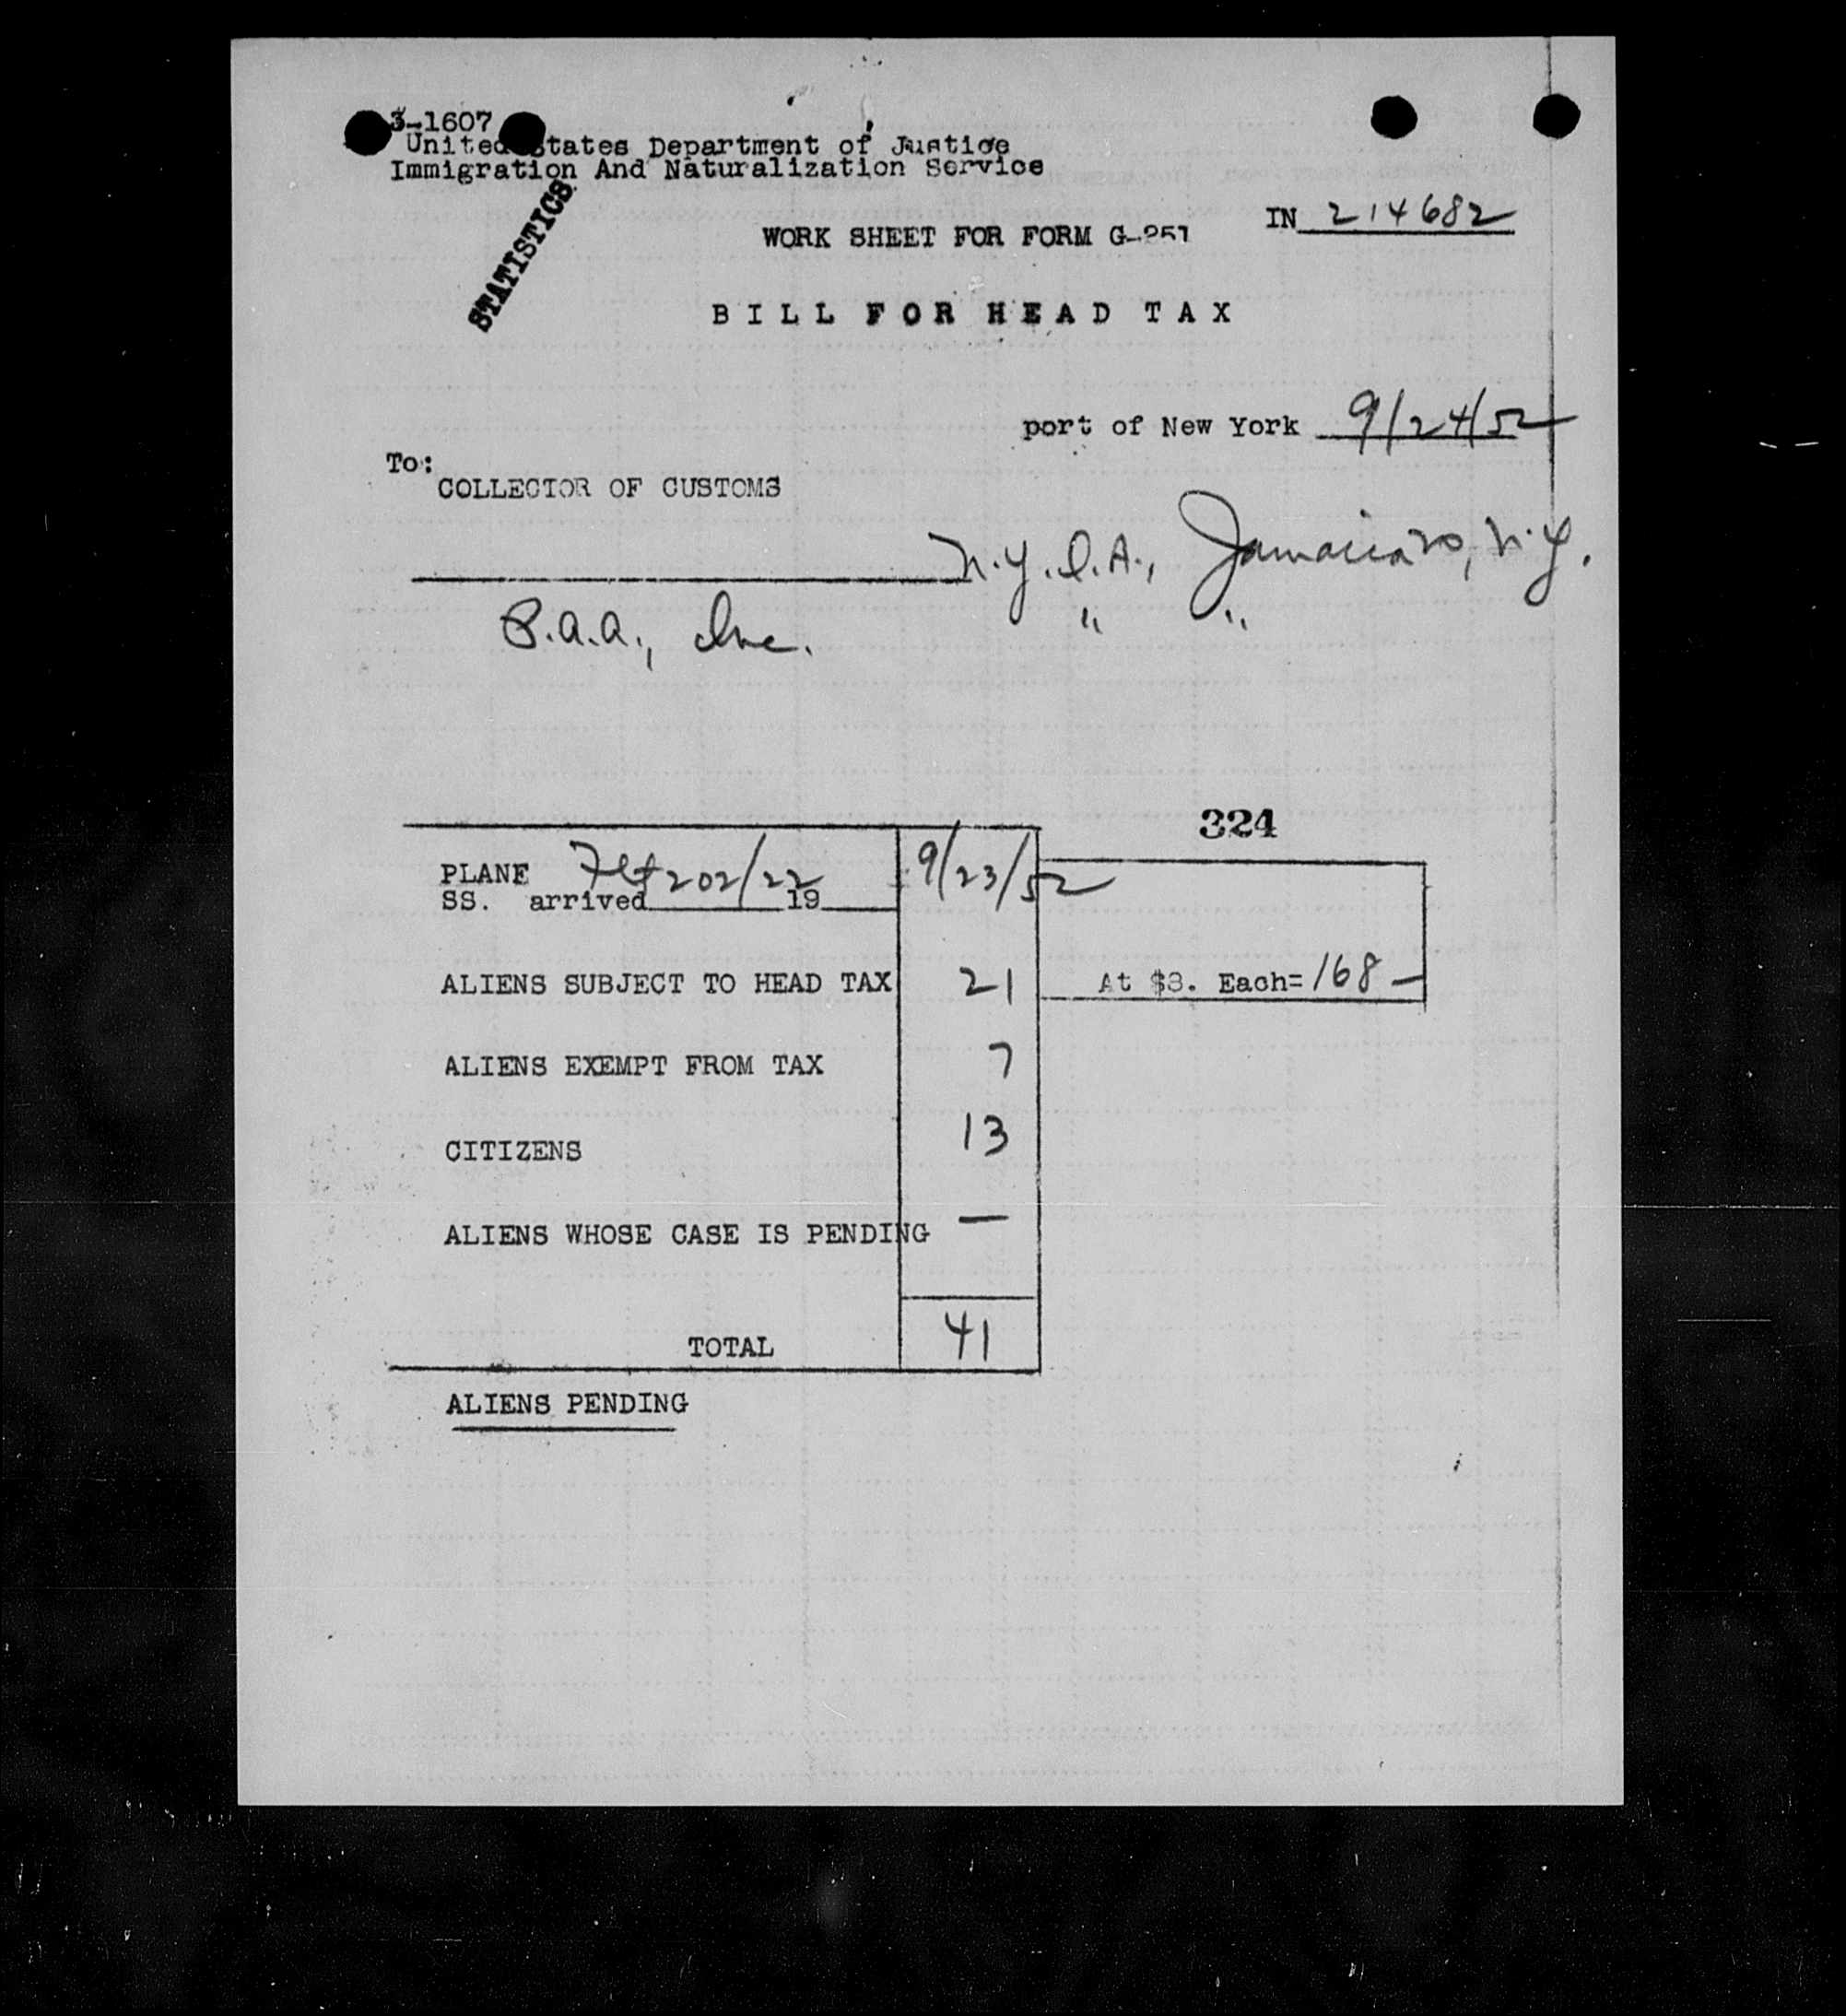 3-1607
United States Department of Justice
Immigration And Naturalization Service
STATISTICS
IN 214682
WORK SHEET FOR FORM G-251
BILL FOR HEAD TAX
port of New York 9/24/52
To:
COLLECTOR OF CUSTOMS
N.Y.I.A., Jamaica 30, N.Y.
P.A.A., Inc. " "
324
PLANE Flt 202/22 9/23/52
SS. arrived 19
ALIENS SUBJECT TO HEAD TAX 21 At $8. Each= 168 –
ALIENS EXEMPT FROM TAX 7
CITIZENS 13
ALIENS WHOSE CASE IS PENDING —
TOTAL 41
ALIENS PENDING